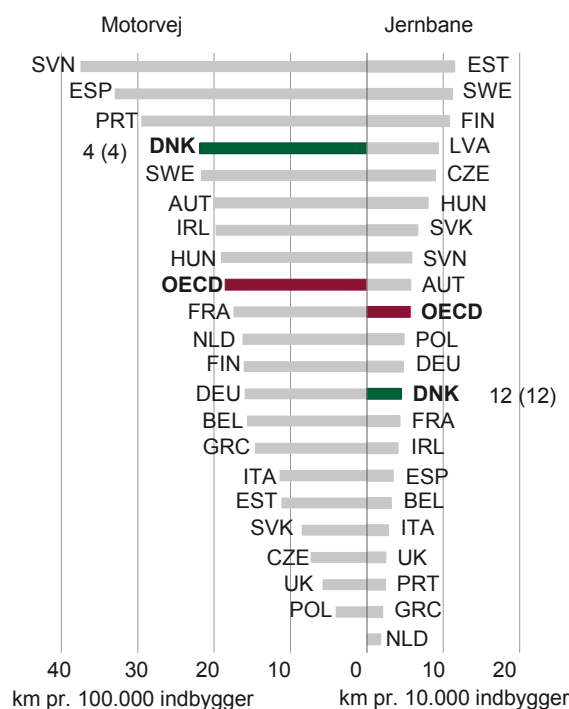 Motorvej Jernbane
SVN EST
ESP SWE
PRT FIN
4 (4) DNK LVA
SWE CZE
AUT HUN
IRL SVK
HUN SVN
OECD AUT
FRA OECD
NLD POL
FIN DEU
DEU DNK 12 (12)
BEL FRA
GRC IRL
ITA ESP
EST BEL
SVK ITA
CZE UK
UK PRT
POL GRC
NLD
40 30 20 10 0 10 20
km pr. 100.000 indbygger km pr. 10.000 indbygger